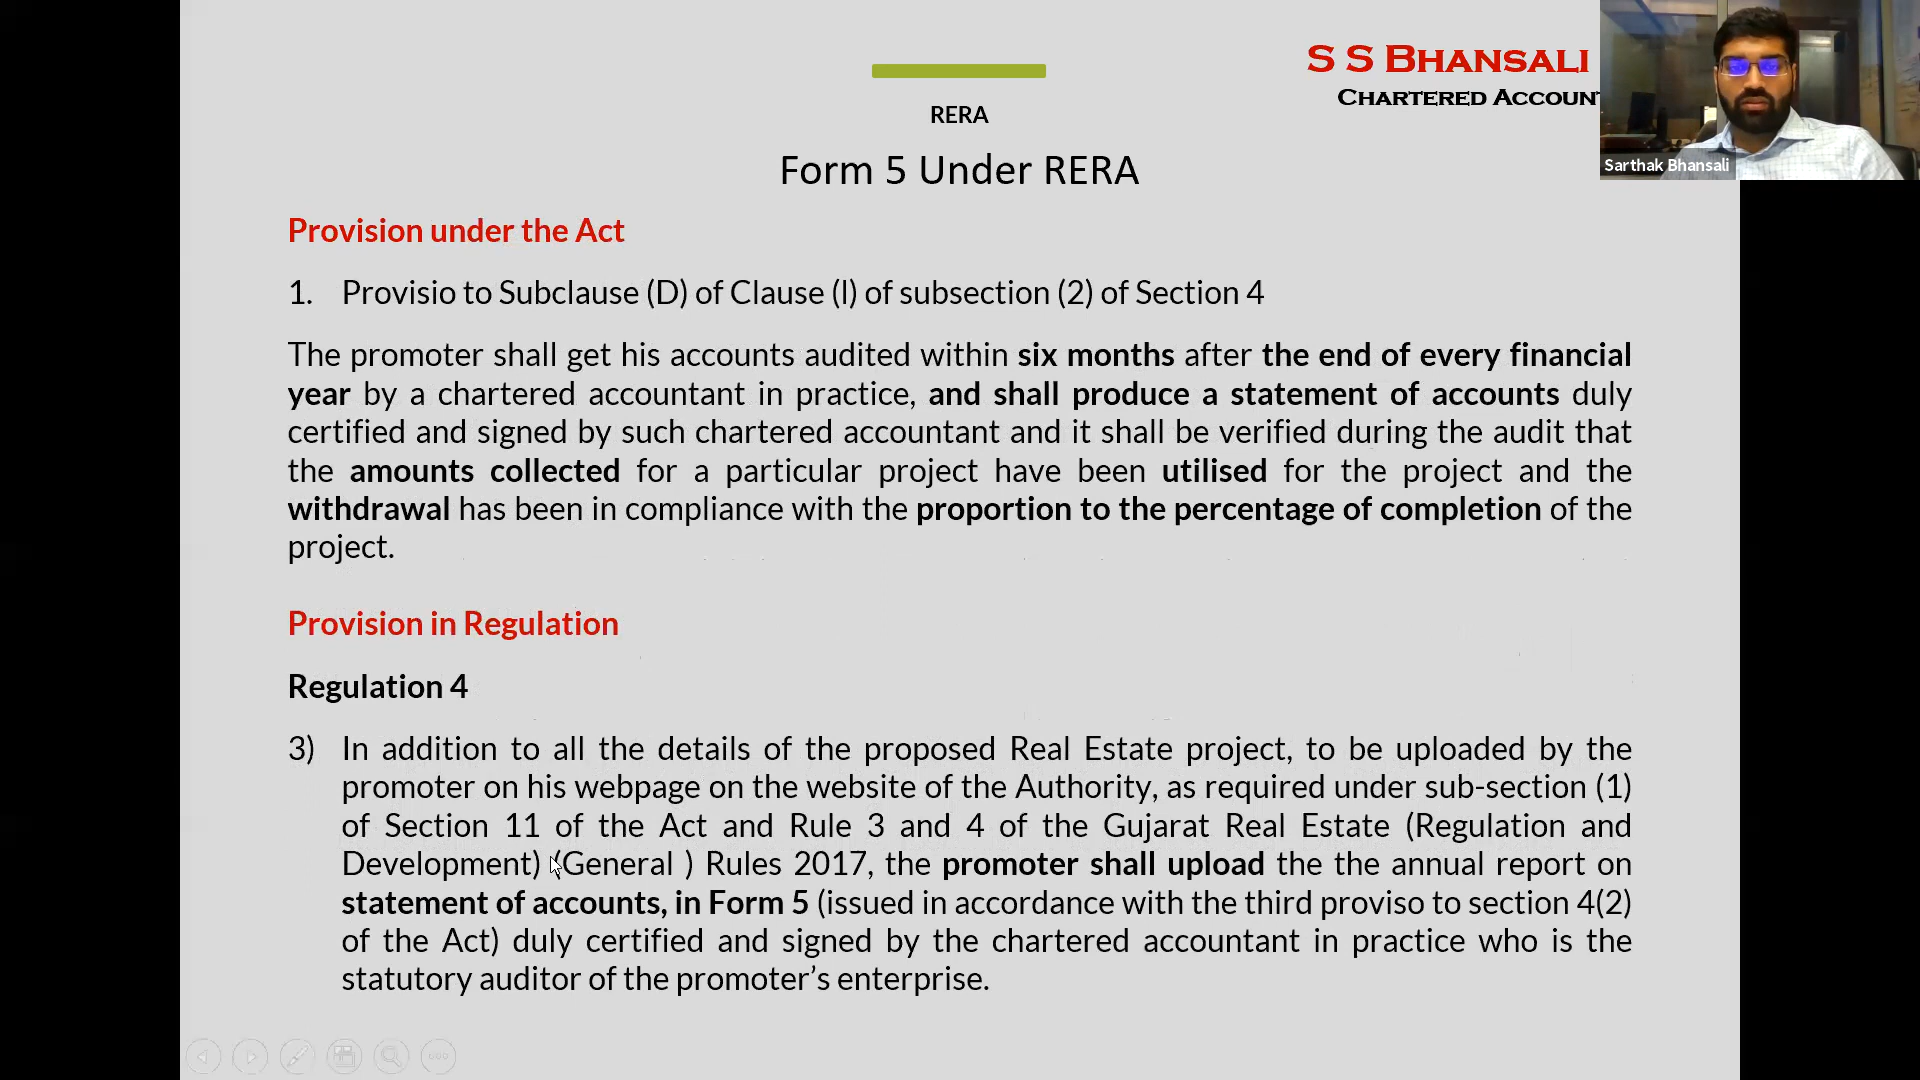 S S BHANSALI
CHARTERED ACCOUN
Sarthak Bhansali
RERA
Form 5 Under RERA
Provision under the Act
1. Provisio to Subclause (D) of Clause (I) of subsection (2) of Section 4
The promoter shall get his accounts audited within six months after the end of every financial
year by a chartered accountant in practice, and shall produce a statement of accounts duly
certified and signed by such chartered accountant and it shall be verified during the audit that
the amounts collected for a particular project have been utilised for the project and the
withdrawal has been in compliance with the proportion to the percentage of completion of the
project.
Provision in Regulation
Regulation 4
3) In addition to all the details of the proposed Real Estate project, to be uploaded by the
promoter on his webpage on the website of the Authority, as required under sub-section (1)
of Section 11 of the Act and Rule 3 and 4 of the Gujarat Real Estate (Regulation and
Development) (General ) Rules 2017, the promoter shall upload the the annual report on
statement of accounts, in Form 5 (issued in accordance with the third proviso to section 4(2)
of the Act) duly certified and signed by the chartered accountant in practice who is the
statutory auditor of the promoter’s enterprise.